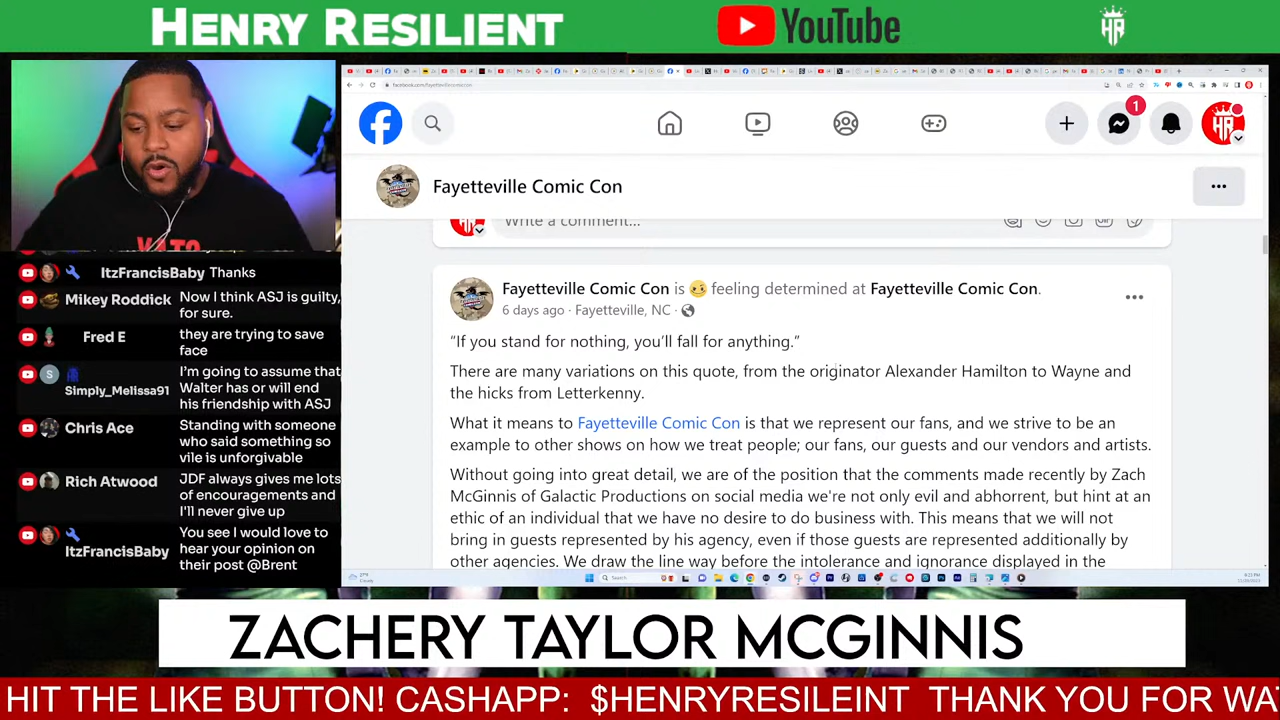 HENRY RESILIENT
YouTube
HR
1
HR
Fayetteville Comic Con
Write a comment...
Fayetteville Comic Con is feeling determined at Fayetteville Comic Con.
6 days ago · Fayetteville, NC ·
“If you stand for nothing, you’ll fall for anything.”
There are many variations on this quote, from the originator Alexander Hamilton to Wayne and
the hicks from Letterkenny.
What it means to Fayetteville Comic Con is that we represent our fans, and we strive to be an
example to other shows on how we treat people; our fans, our guests and our vendors and artists.
Without going into great detail, we are of the position that the comments made recently by Zach
McGinnis of Galactic Productions on social media we're not only evil and abhorrent, but hint at an
ethic of an individual that we have no desire to do business with. This means that we will not
bring in guests represented by his agency, even if those guests are represented additionally by
other agencies. We draw the line way before the intolerance and ignorance displayed in the
ItzFrancisBaby Thanks
Mikey Roddick Now I think ASJ is guilty,
for sure.
Fred E they are trying to save
face
Simply_Melissa91 I’m going to assume that
Walter has or will end
his friendship with ASJ
Chris Ace Standing with someone
who said something so
vile is unforgivable
Rich Atwood JDF always gives me lots
of encouragements and
I'll never give up
ItzFrancisBaby You see I would love to
hear your opinion on
their post @Brent
Search
ZACHERY TAYLOR MCGINNIS
HIT THE LIKE BUTTON! CASHAPP: $HENRYRESILEINT THANK YOU FOR WA